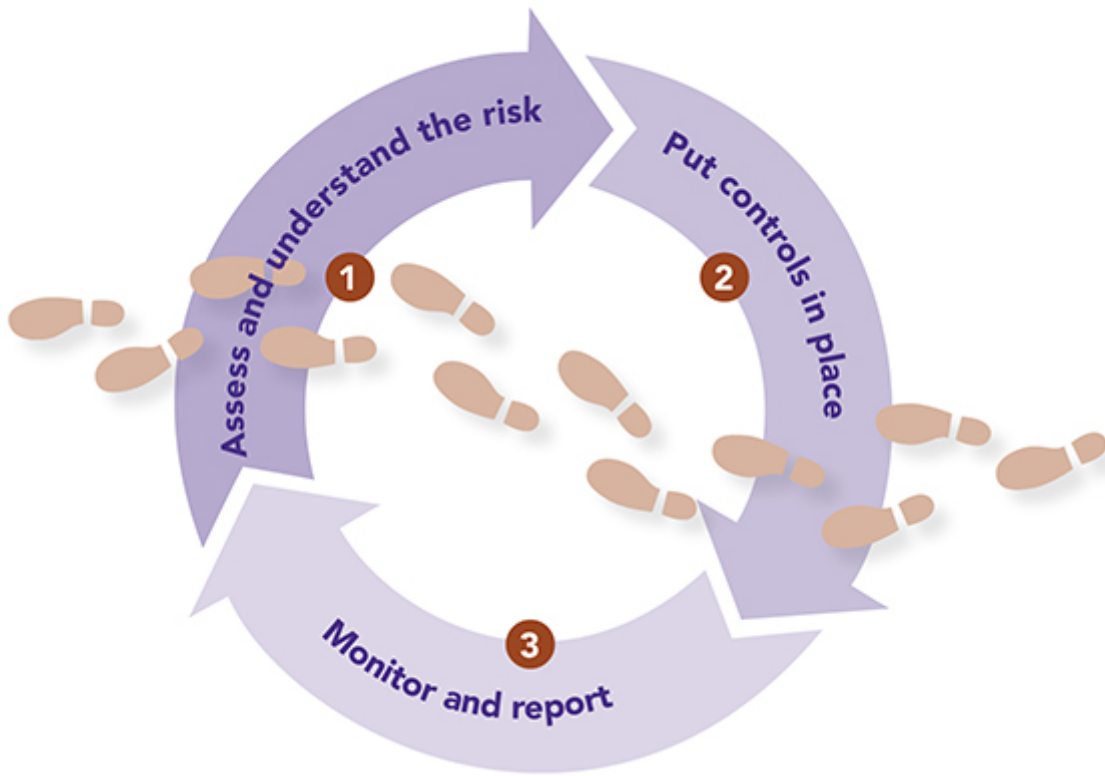 Assess and understand the risk
1
Put controls in place
2
Monitor and report
3